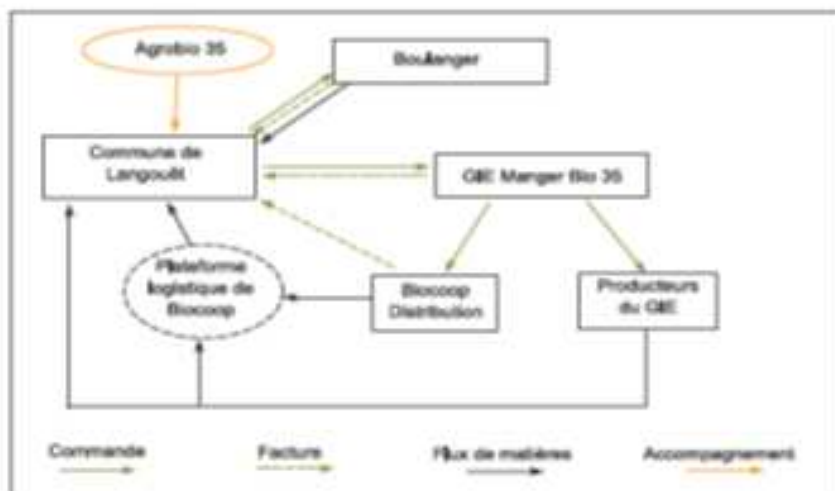 Agrobio 35
Boulanger
Commune de
Langouët
GIE Manger Bio 35
Plateforme
logistique de
Biocoop
Biocoop
Distribution
Producteurs
du GIE
Commande
Facture
Flux de matières
Accompagnement